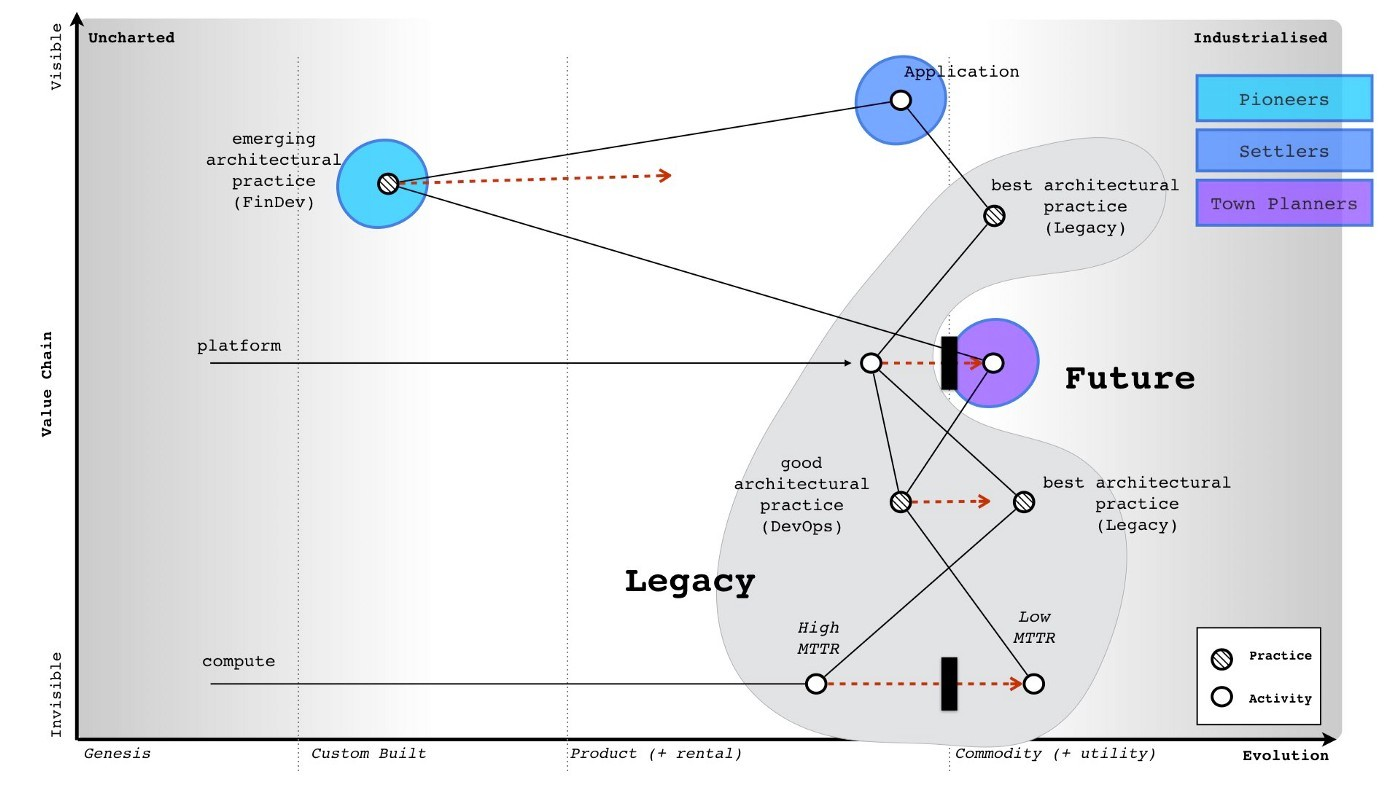 Visible
Uncharted
Industrialised
Application
Pioneers
Settlers
Town Planners
emerging
architectural
practice
(FinDev)
best architectural
practice
(Legacy)
Value Chain
platform
Future
good
architectural
practice
(DevOps)
best architectural
practice
(Legacy)
Legacy
High
MTTR
Low
MTTR
compute
Practice
Activity
Invisible
Genesis
Custom Built
Product (+ rental)
Commodity (+ utility)
Evolution